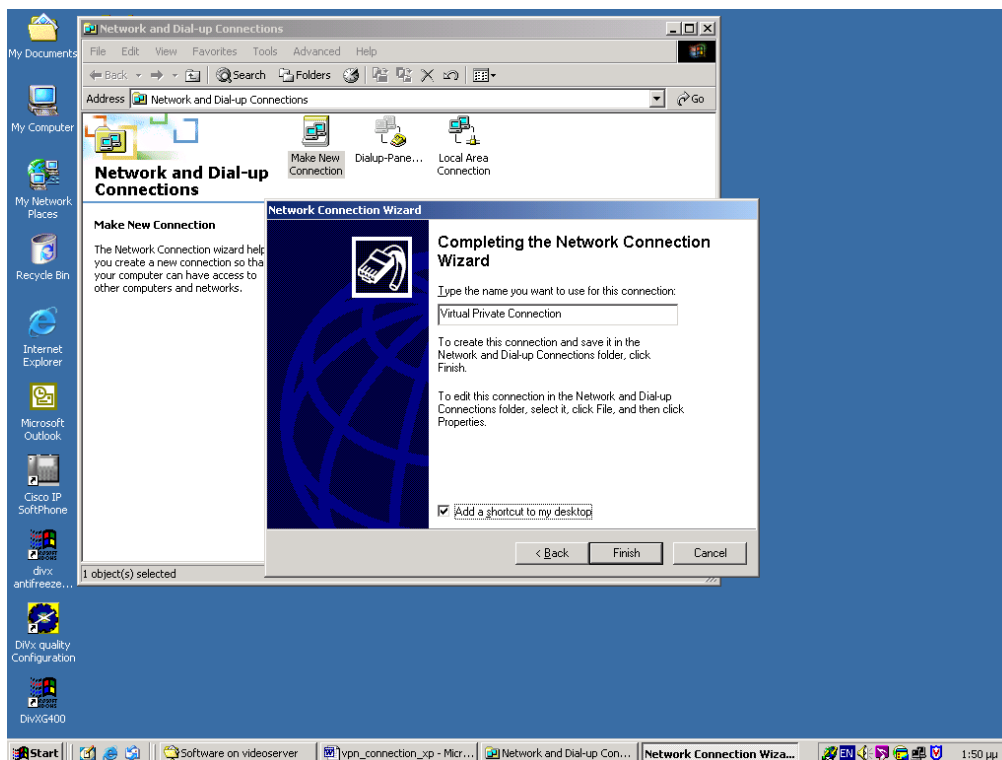 My Documents
My Computer
My Network
Places
Recycle Bin
Internet
Explorer
Microsoft
Outlook
Cisco IP
SoftPhone
divx
antifreeze...
DiVx quality
Configuration
DivXG400
Network and Dial-up Connections
File Edit View Favorites Tools Advanced Help
Back Search Folders
Address Network and Dial-up Connections Go
Network and Dial-up
Connections
Make New Connection
The Network Connection wizard help
you create a new connection so tha
your computer can have access to
other computers and networks.
Make New
Connection
Dialup-Pane...
Local Area
Connection
1 object(s) selected
Network Connection Wizard
Completing the Network Connection
Wizard
Type the name you want to use for this connection:
Virtual Private Connection
To create this connection and save it in the
Network and Dial-up Connections folder, click
Finish.
To edit this connection in the Network and Dial-up
Connections folder, select it, click File, and then click
Properties.
Add a shortcut to my desktop
< Back Finish Cancel
Start Software on videoserver vpn_connection_xp - Micr... Network and Dial-up Con... Network Connection Wiza... EN 1:50 μμ